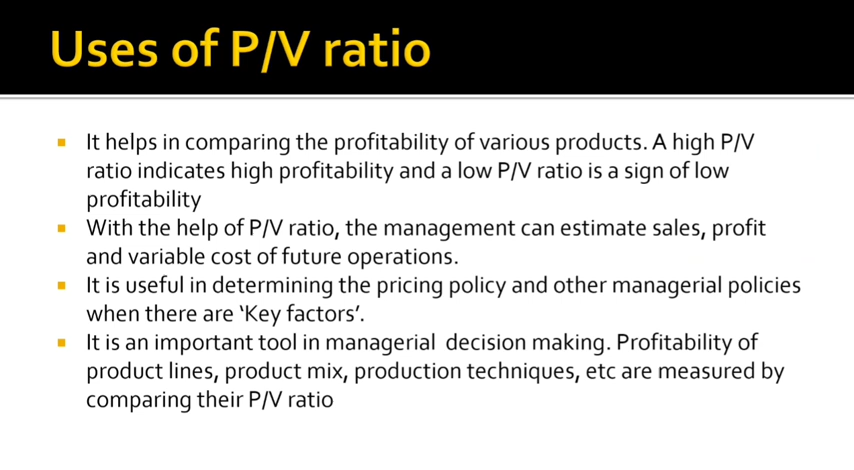 Uses of P/V ratio
It helps in comparing the profitability of various products. A high P/V
ratio indicates high profitability and a low P/V ratio is a sign of low
profitability
With the help of P/V ratio, the management can estimate sales, profit
and variable cost of future operations.
It is useful in determining the pricing policy and other managerial policies
when there are ‘Key factors’.
It is an important tool in managerial decision making. Profitability of
product lines, product mix, production techniques, etc are measured by
comparing their P/V ratio